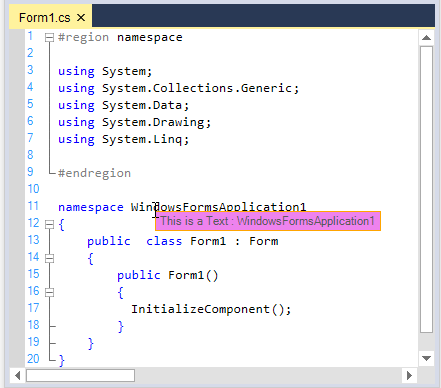 Form1.cs ×
1 #region namespace
2
3 using System;
4 using System.Collections.Generic;
5 using System.Data;
6 using System.Drawing;
7 using System.Linq;
8
9 #endregion
10
11 namespace WindowsFormsApplication1
This is a Text : WindowsFormsApplication1
12 {
13 public  class Form1 : Form
14 {
15 public Form1()
16 {
17 InitializeComponent();
18 }
19 }
20 }